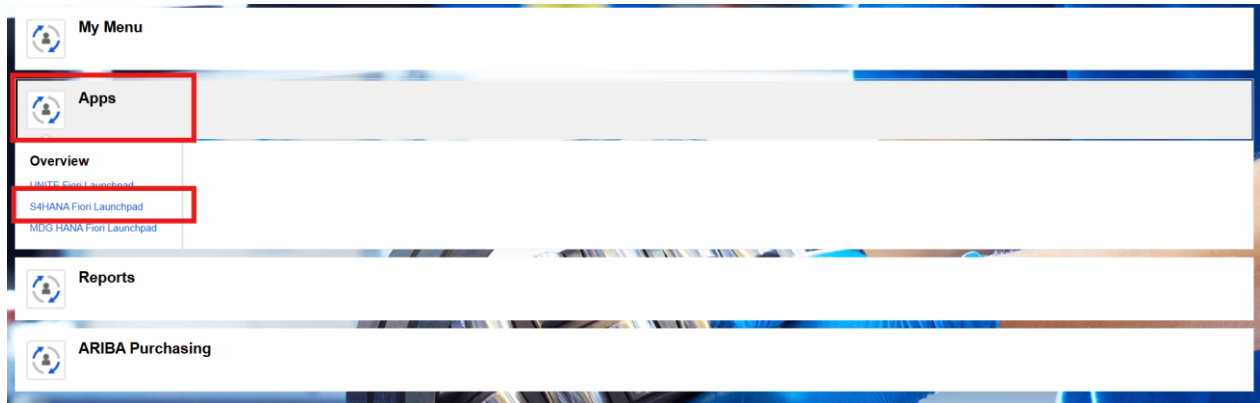 My Menu
Apps
Overview
UNITE Fiori Launchpad
S4HANA Fiori Launchpad
MDG HANA Fiori Launchpad
Reports
ARIBA Purchasing